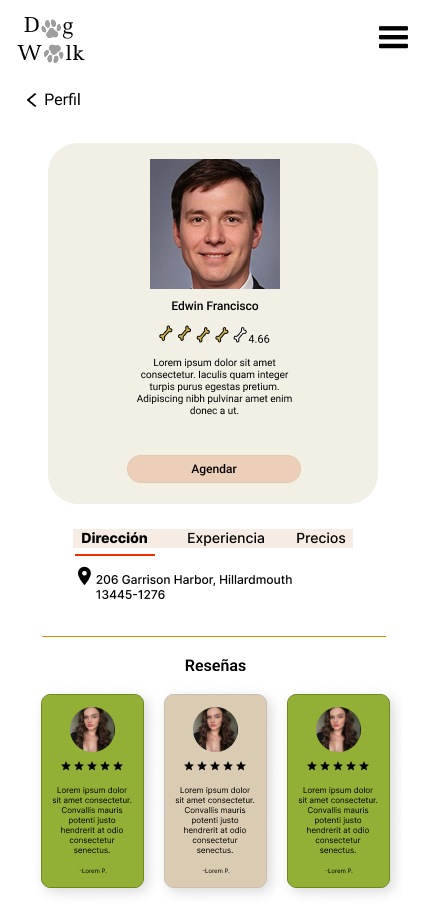 Dog
Walk
Perfil
Edwin Francisco
4.66
Lorem ipsum dolor sit amet
consectetur. Iaculis quam integer
turpis purus egestas pretium.
Adipiscing nibh pulvinar amet enim
donec a ut.
Agendar
Dirección Experiencia Precios
206 Garrison Harbor, Hillardmouth
13445-1276
Reseñas
Lorem ipsum dolor
sit amet consectetur.
Convallis mauris
potenti justo
hendrerit at odio
consectetur
senectus.
-Lorem P.
Lorem ipsum dolor
sit amet consectetur.
Convallis mauris
potenti justo
hendrerit at odio
consectetur
senectus.
-Lorem P.
Lorem ipsum dolor
sit amet consectetur.
Convallis mauris
potenti justo
hendrerit at odio
consectetur
senectus.
-Lorem P.